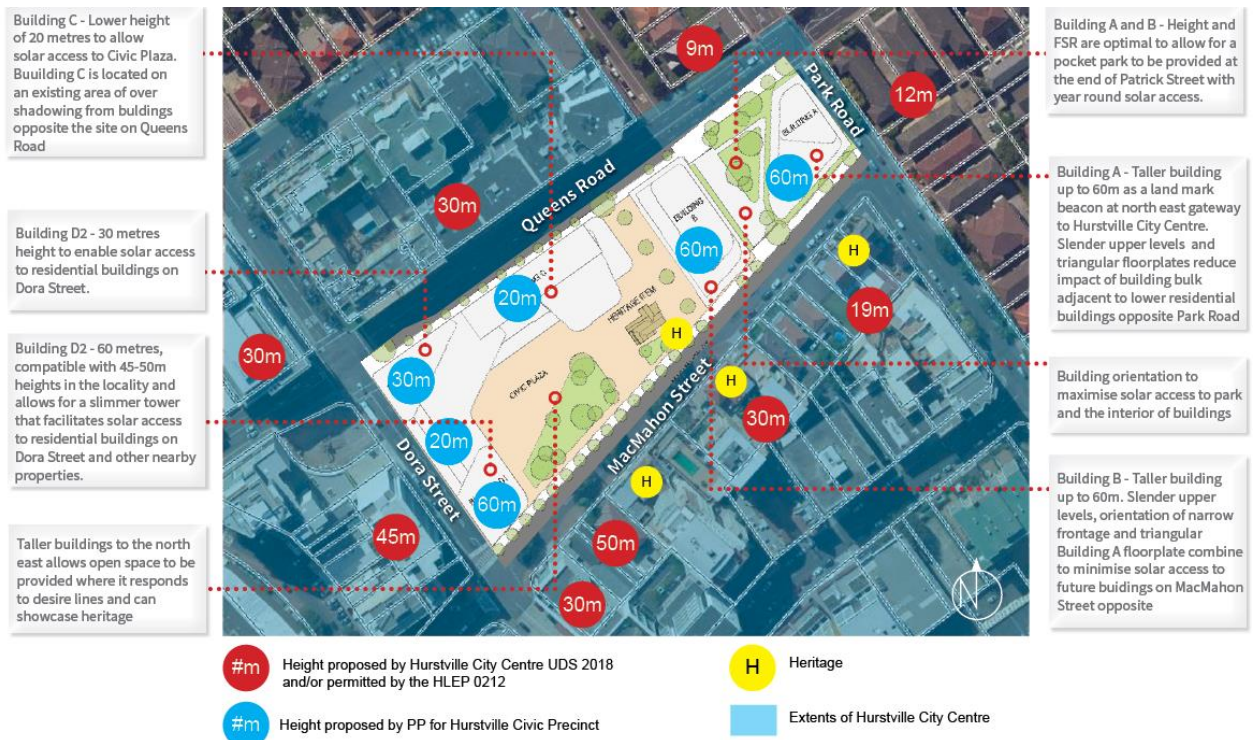 Building C - Lower height
of 20 metres to allow
solar access to Civic Plaza.
Buuilding C is located on
an existing area of over
shadowing from buldings
opposite the site on Queens
Road
Building D2 - 30 metres
height to enable solar access
to residential buildings on
Dora Street.
Building D2 - 60 metres,
compatible with 45-50m
heights in the locality and
allows for a slimmer tower
that facilitates solar access
to residential buildings on
Dora Street and other nearby
properties.
Taller buildings to the north
east allows open space to be
provided where it responds
to desire lines and can
showcase heritage
9m
12m
Park Road
BUILDING A
60m
30m
Queens Road
BUILDING
B
60m
H
19m
20m
HERITAGE ITEM
H
H
30m
MacMahon Street
30m
30m
CIVIC PLAZA
20m
Dora Street
60m
H
45m
50m
30m
N
Building A and B - Height and
FSR are optimal to allow for a
pocket park to be provided at
the end of Patrick Street with
year round solar access.
Building A - Taller building
up to 60m as a land mark
beacon at north east gateway
to Hurstville City Centre.
Slender upper levels and
triangular floorplates reduce
impact of building bulk
adjacent to lower residential
buildings opposite Park Road
Building orientation to
maximise solar access to park
and the interior of buildings
Building B - Taller building
up to 60m. Slender upper
levels, orientation of narrow
frontage and triangular
Building A floorplate combine
to minimise solar access to
future buidings on MacMahon
Street opposite
#m Height proposed by Hurstville City Centre UDS 2018
and/or permitted by the HLEP 0212
#m Height proposed by PP for Hurstville Civic Precinct
H Heritage
Extents of Hurstville City Centre